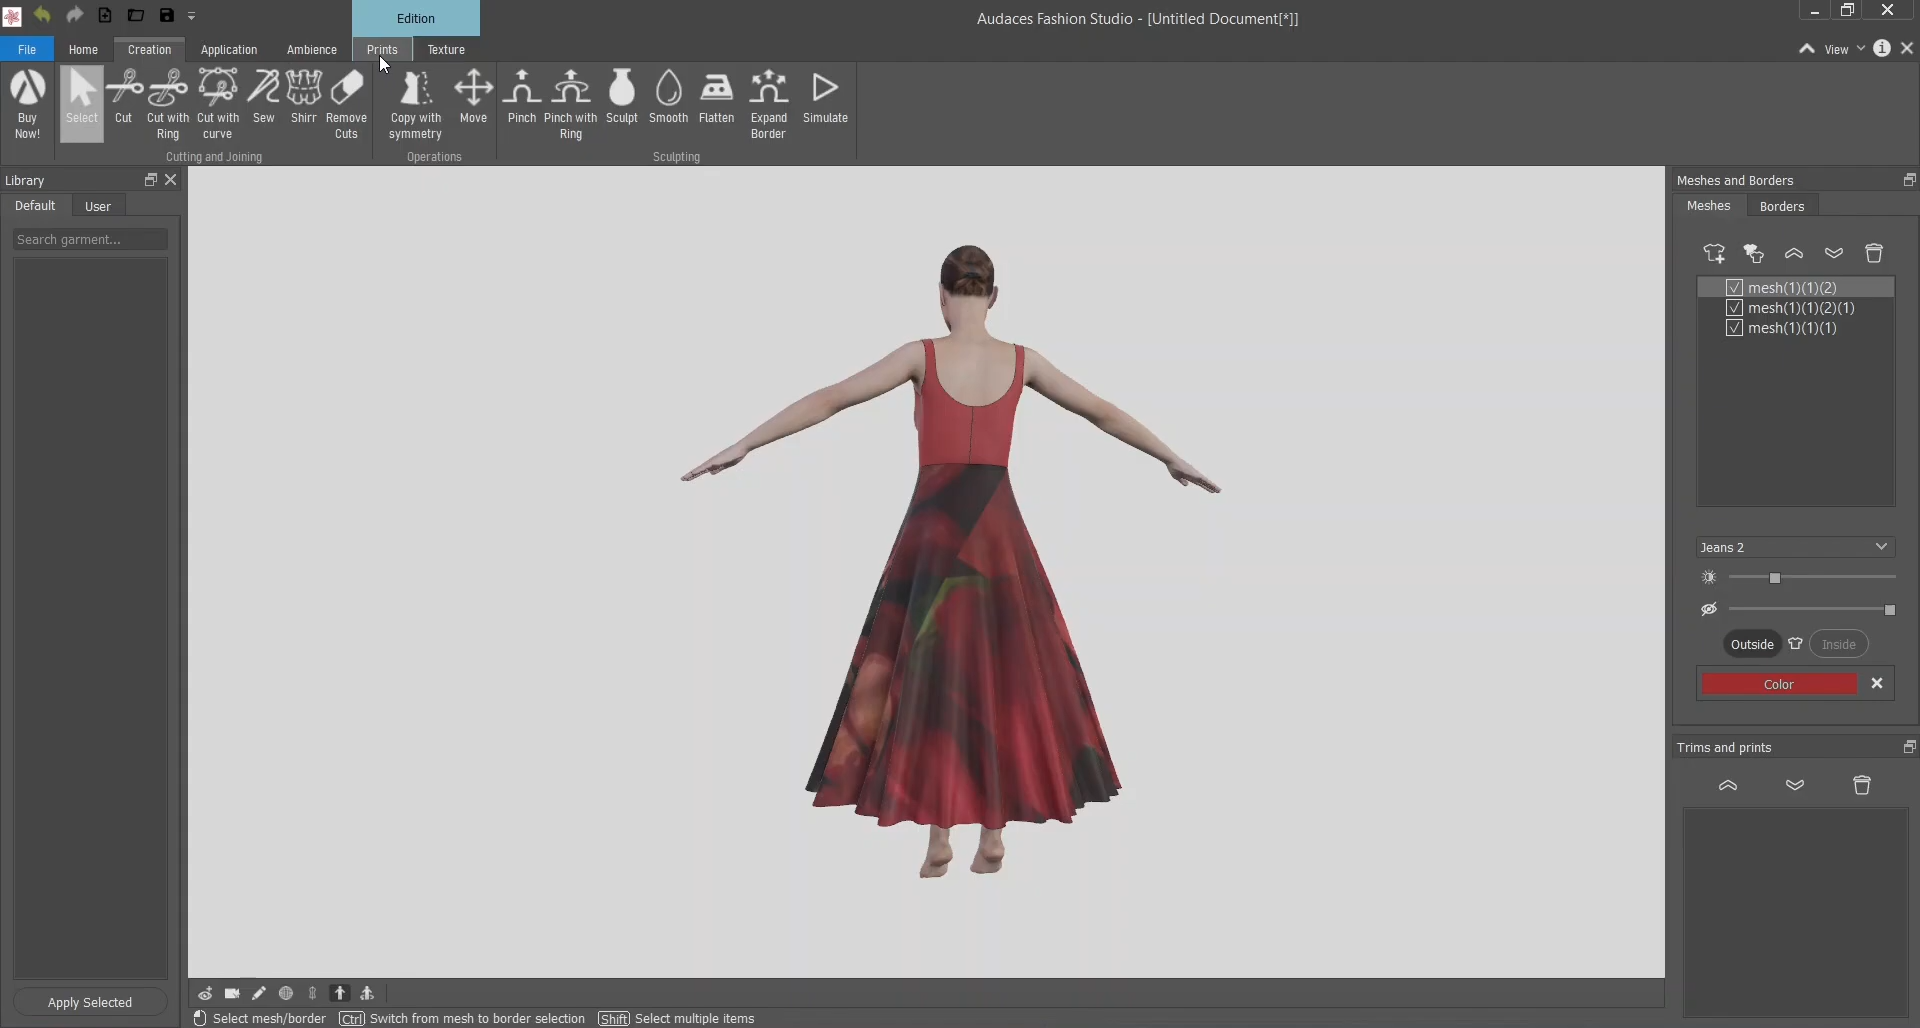 Edition
Audaces Fashion Studio - [Untitled Document[*]]
File
Home
Creation
Application
Ambience
Prints
Texture
View
Buy Now!
Select
Cut
Cut with Ring
Cut with curve
Sew
Shirr
Remove Cuts
Copy with symmetry
Move
Pinch
Pinch with Ring
Sculpt
Smooth
Flatten
Expand Border
Simulate
Cutting and Joining
Operations
Sculpting
Library
Default
User
Search garment...
Apply Selected
Meshes and Borders
Meshes
Borders
mesh(1)(1)(2)
mesh(1)(1)(2)(1)
mesh(1)(1)(1)
Jeans 2
Outside
Inside
Color
Trims and prints
Select mesh/border
Ctrl Switch from mesh to border selection
Shift Select multiple items